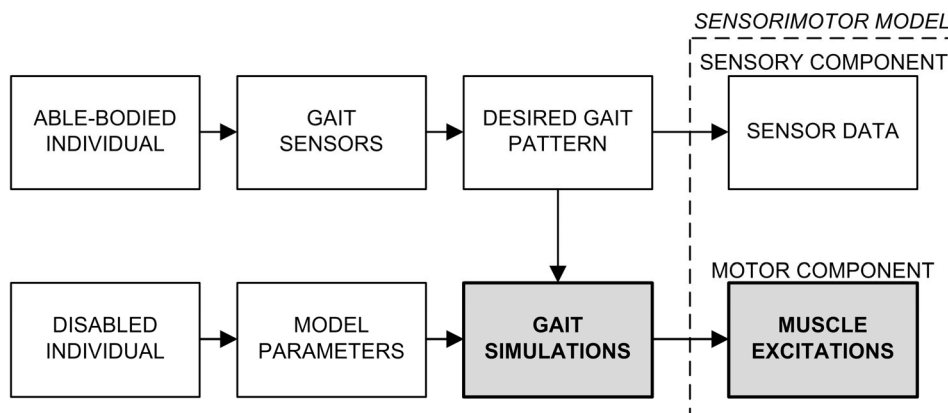 SENSORIMOTOR MODEL
SENSORY COMPONENT
ABLE-BODIED
INDIVIDUAL
GAIT
SENSORS
DESIRED GAIT
PATTERN
SENSOR DATA
MOTOR COMPONENT
DISABLED
INDIVIDUAL
MODEL
PARAMETERS
GAIT
SIMULATIONS
MUSCLE
EXCITATIONS